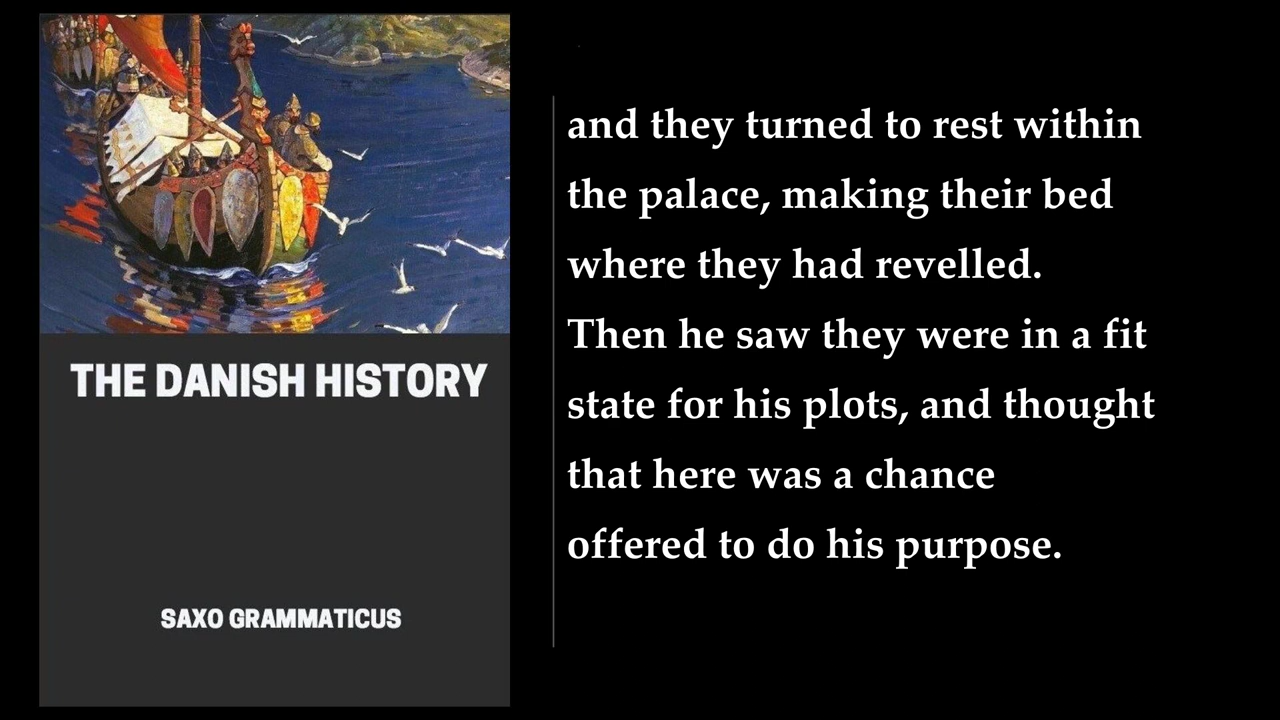 THE DANISH HISTORY
SAXO GRAMMATICUS
and they turned to rest within
the palace, making their bed
where they had revelled.
Then he saw they were in a fit
state for his plots, and thought
that here was a chance
offered to do his purpose.